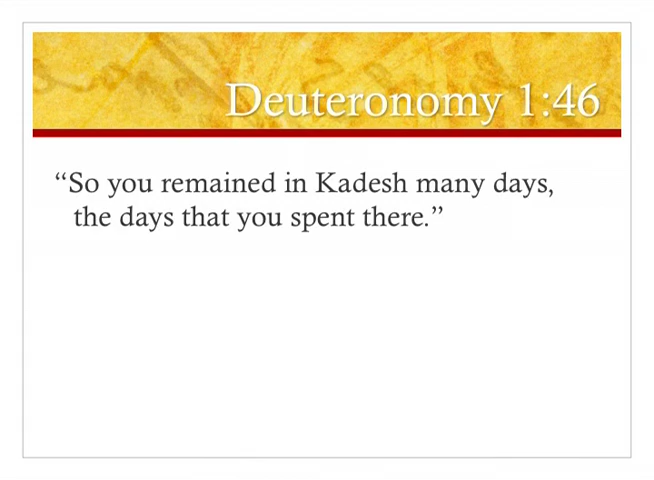 Deuteronomy 1:46
“So you remained in Kadesh many days,
the days that you spent there.”